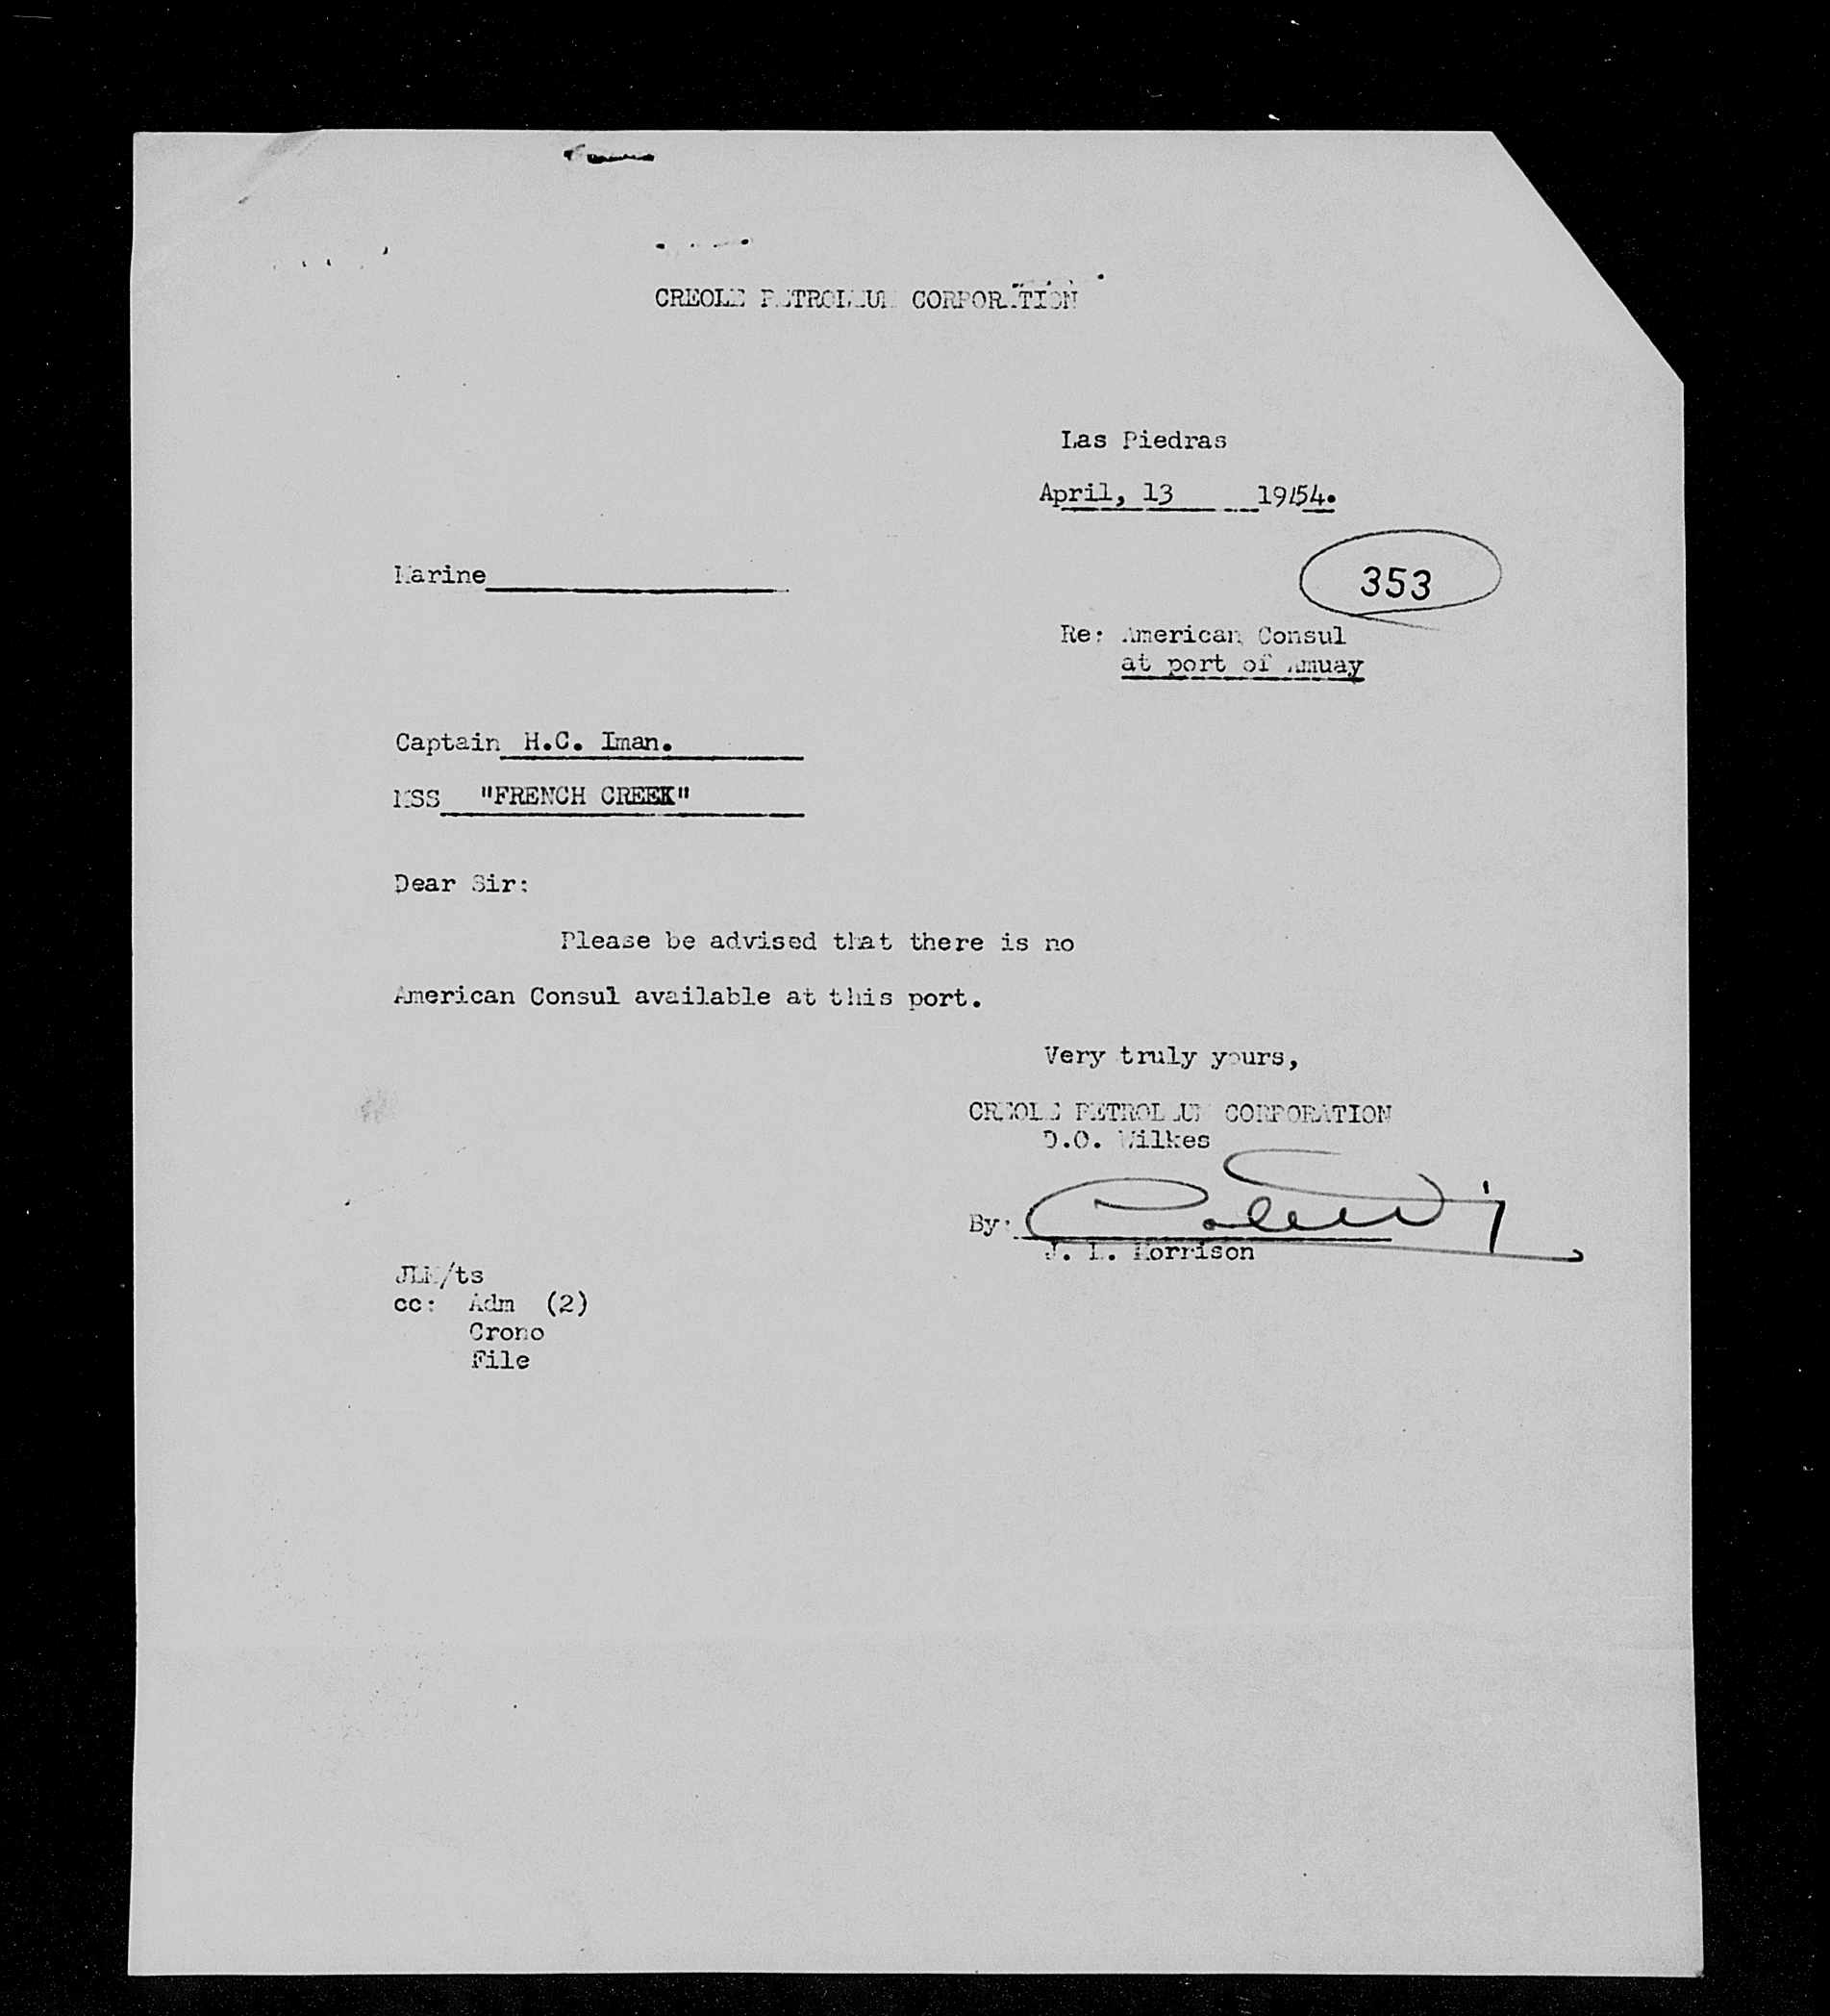 CREOLE PETROLEUM CORPORATION
Las Piedras
April, 13 1954.
353
Marine
Re: American Consul
at port of Amuay
Captain H.C. Iman.
MSS "FRENCH CREEK"
Dear Sir:
Please be advised that there is no
American Consul available at this port.
Very truly yours,
CREOLE PETROLEUM CORPORATION
D.O. Wilkes
By:
J. L. Morrison
JLM/ts
cc: Adm (2)
Crono
File